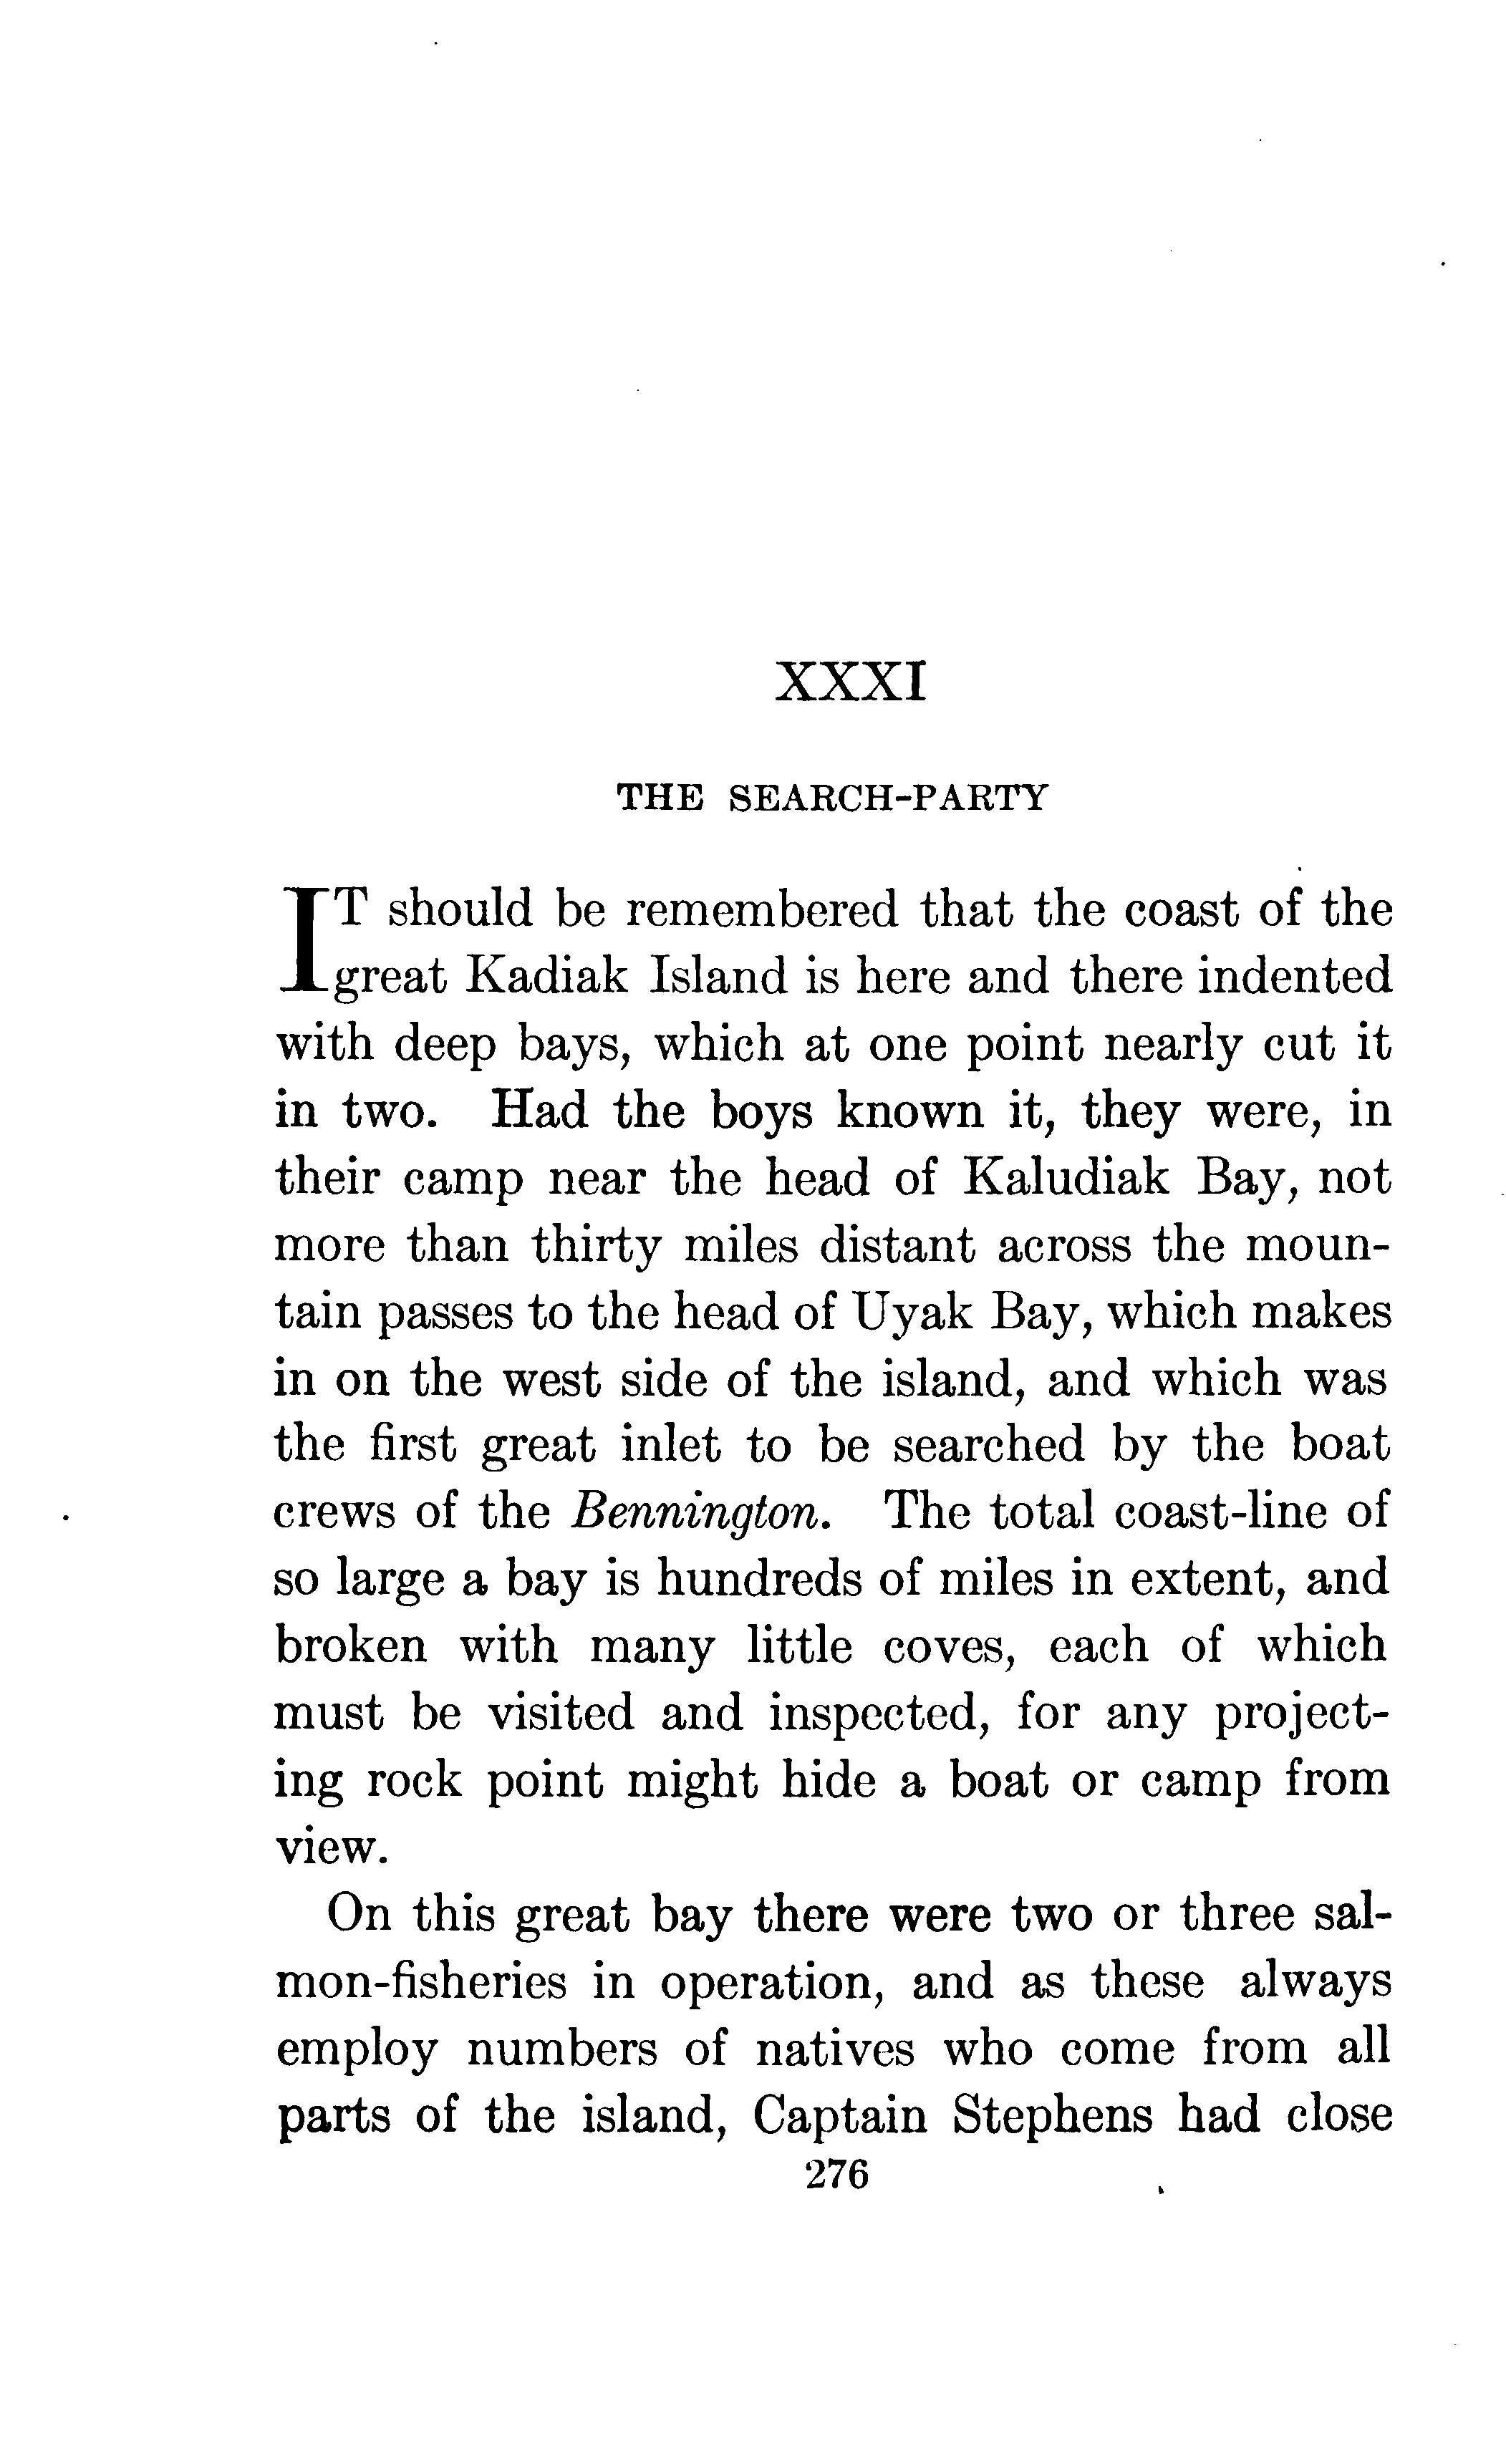 XXXI
THE SEARCH-PARTY
IT should be remembered that the coast of the
great Kadiak Island is here and there indented
with deep bays, which at one point nearly cut it
in two. Had the boys known it, they were, in
their camp near the head of Kaludiak Bay, not
more than thirty miles distant across the moun-
tain passes to the head of Uyak Bay, which makes
in on the west side of the island, and which was
the first great inlet to be searched by the boat
crews of the Bennington. The total coast-line of
so large a bay is hundreds of miles in extent, and
broken with many little coves, each of which
must be visited and inspected, for any project-
ing rock point might hide a boat or camp from
view.
On this great bay there were two or three sal-
mon-fisheries in operation, and as these always
employ numbers of natives who come from all
parts of the island, Captain Stephens had close
276